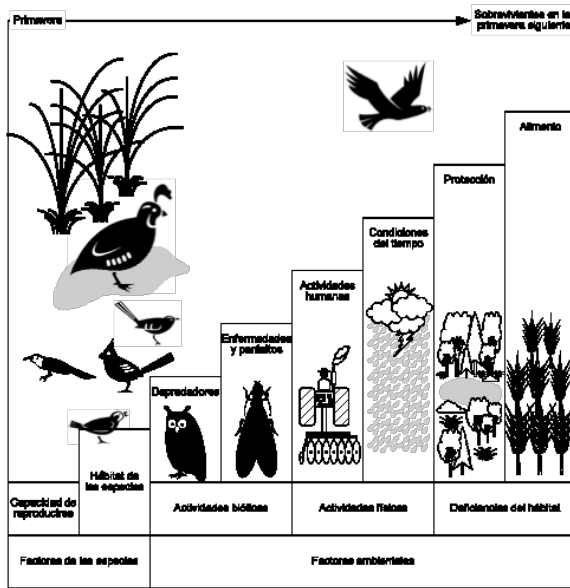 Primavera
Sobrevivientes en la
primavera siguiente
Alimento
Protección
Condiciones
del tiempo
Actividades
humanas
Enfermedades
y parásitos
Depredadores
Hábitat de
las especies
Capacidad de
reproducirse
Actividades bióticas
Actividades físicas
Deficiencias del hábitat
Factores de las especies
Factores ambientales